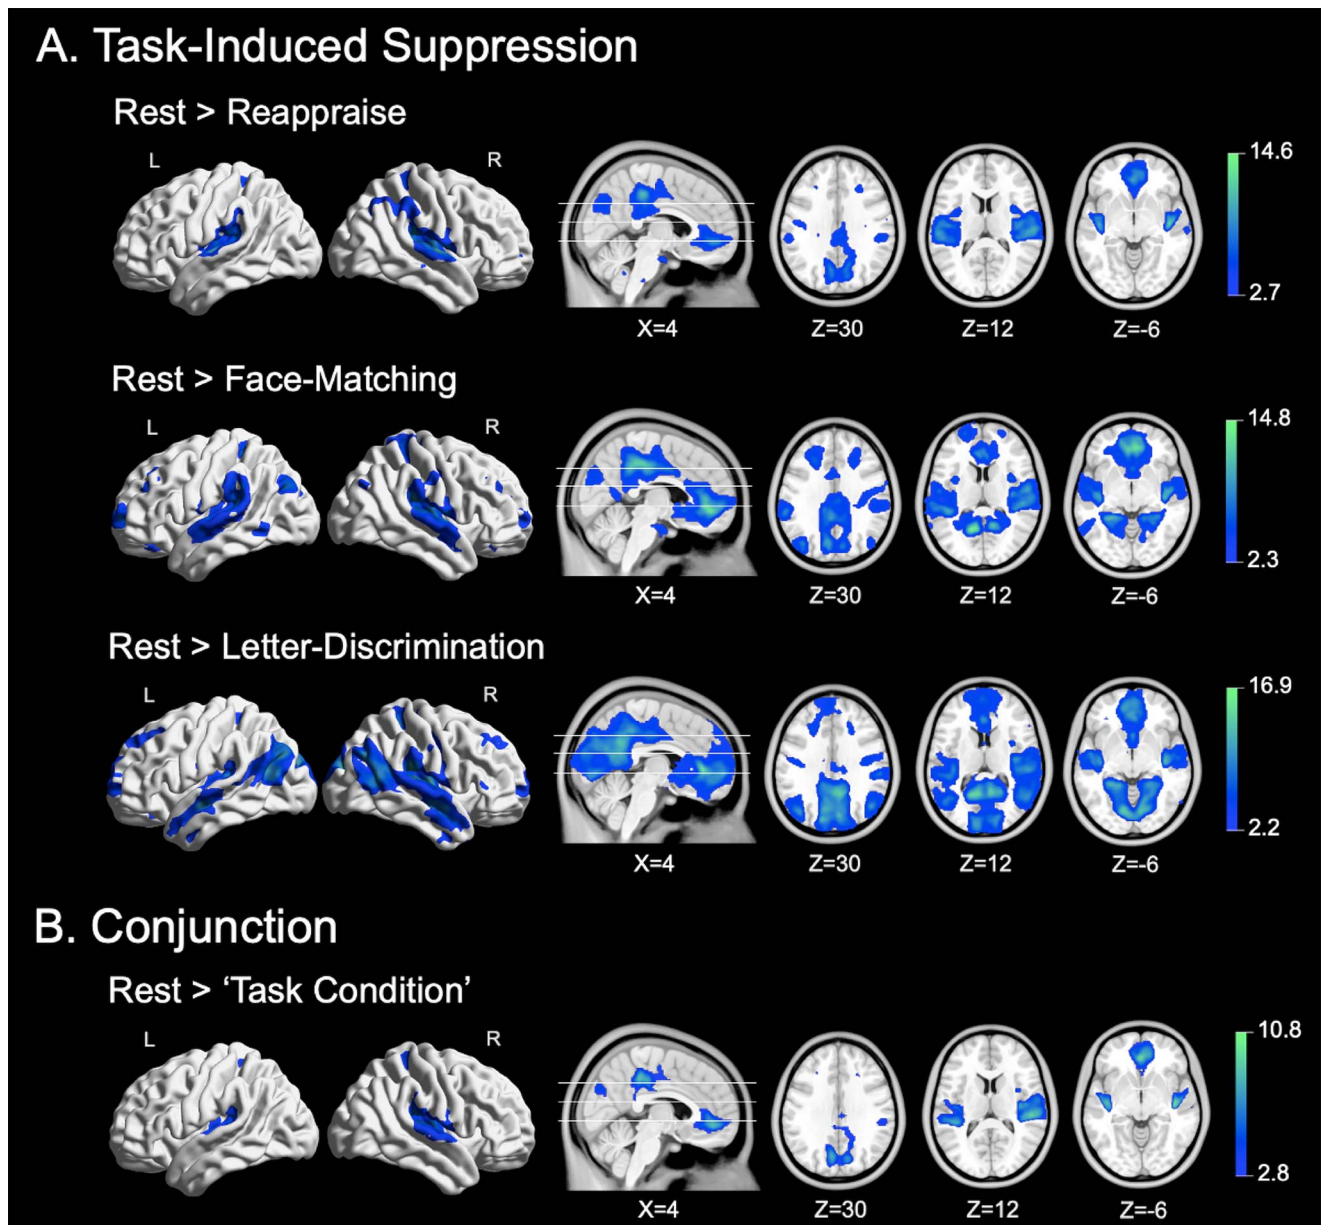 A. Task-Induced Suppression
Rest > Reappraise
L R
14.6
2.7
X=4 Z=30 Z=12 Z=-6
Rest > Face-Matching
L R
14.8
2.3
X=4 Z=30 Z=12 Z=-6
Rest > Letter-Discrimination
L R
16.9
2.2
X=4 Z=30 Z=12 Z=-6
B. Conjunction
Rest > ‘Task Condition’
L R
10.8
2.8
X=4 Z=30 Z=12 Z=-6